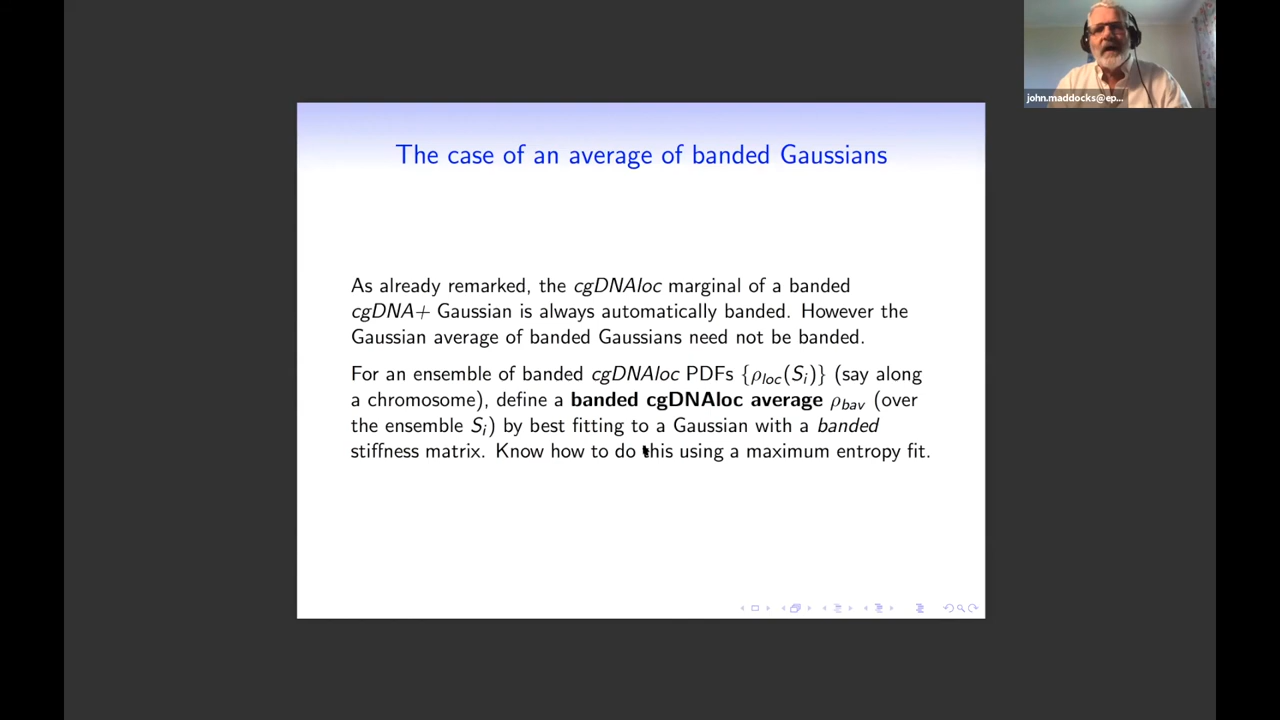 john.maddocks@ep...
The case of an average of banded Gaussians
As already remarked, the cgDNAloc marginal of a banded
cgDNA+ Gaussian is always automatically banded. However the
Gaussian average of banded Gaussians need not be banded.
For an ensemble of banded cgDNAloc PDFs {ρloc(Si)} (say along
a chromosome), define a banded cgDNAloc average ρbav (over
the ensemble Si) by best fitting to a Gaussian with a banded
stiffness matrix. Know how to do this using a maximum entropy fit.